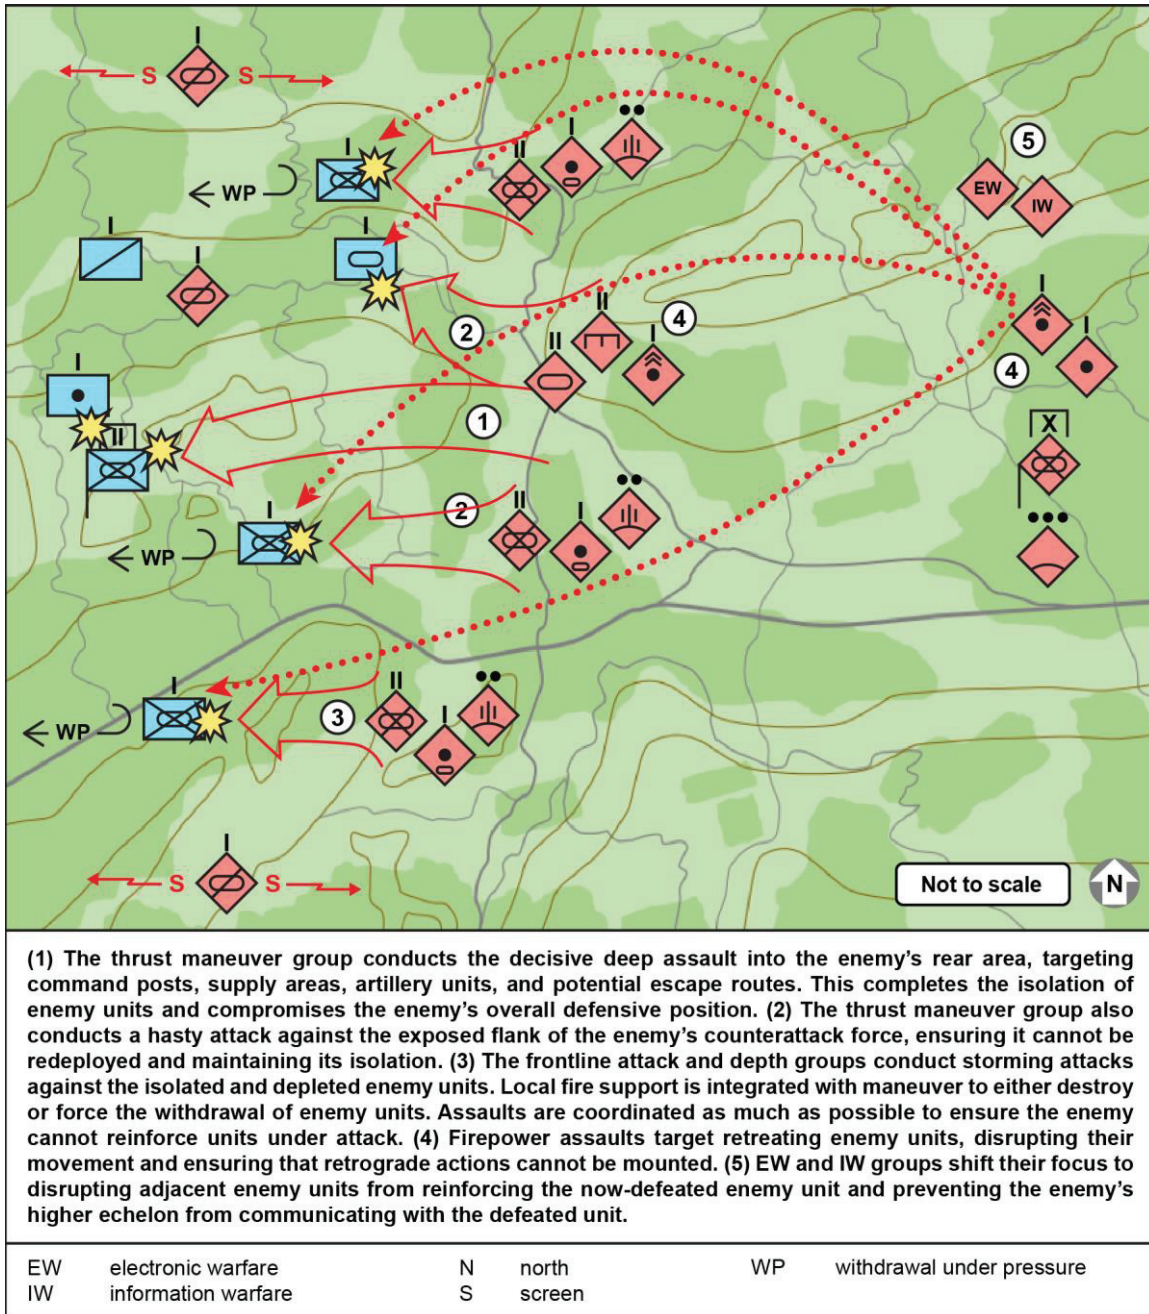 I
S S
I
II
I
5
I
WP
EW
IW
I
I
II
4
I
I
2
II
I
I
4
1
X
II
II
I
2
I
WP
I
II
I
3
I
WP
I
S S
Not to scale
N
(1) The thrust maneuver group conducts the decisive deep assault into the enemy's rear area, targeting
command posts, supply areas, artillery units, and potential escape routes. This completes the isolation of
enemy units and compromises the enemy's overall defensive position. (2) The thrust maneuver group also
conducts a hasty attack against the exposed flank of the enemy's counterattack force, ensuring it cannot be
redeployed and maintaining its isolation. (3) The frontline attack and depth groups conduct storming attacks
against the isolated and depleted enemy units. Local fire support is integrated with maneuver to either destroy
or force the withdrawal of enemy units. Assaults are coordinated as much as possible to ensure the enemy
cannot reinforce units under attack. (4) Firepower assaults target retreating enemy units, disrupting their
movement and ensuring that retrograde actions cannot be mounted. (5) EW and IW groups shift their focus to
disrupting adjacent enemy units from reinforcing the now-defeated enemy unit and preventing the enemy's
higher echelon from communicating with the defeated unit.
EW electronic warfare N north WP withdrawal under pressure
IW information warfare S screen